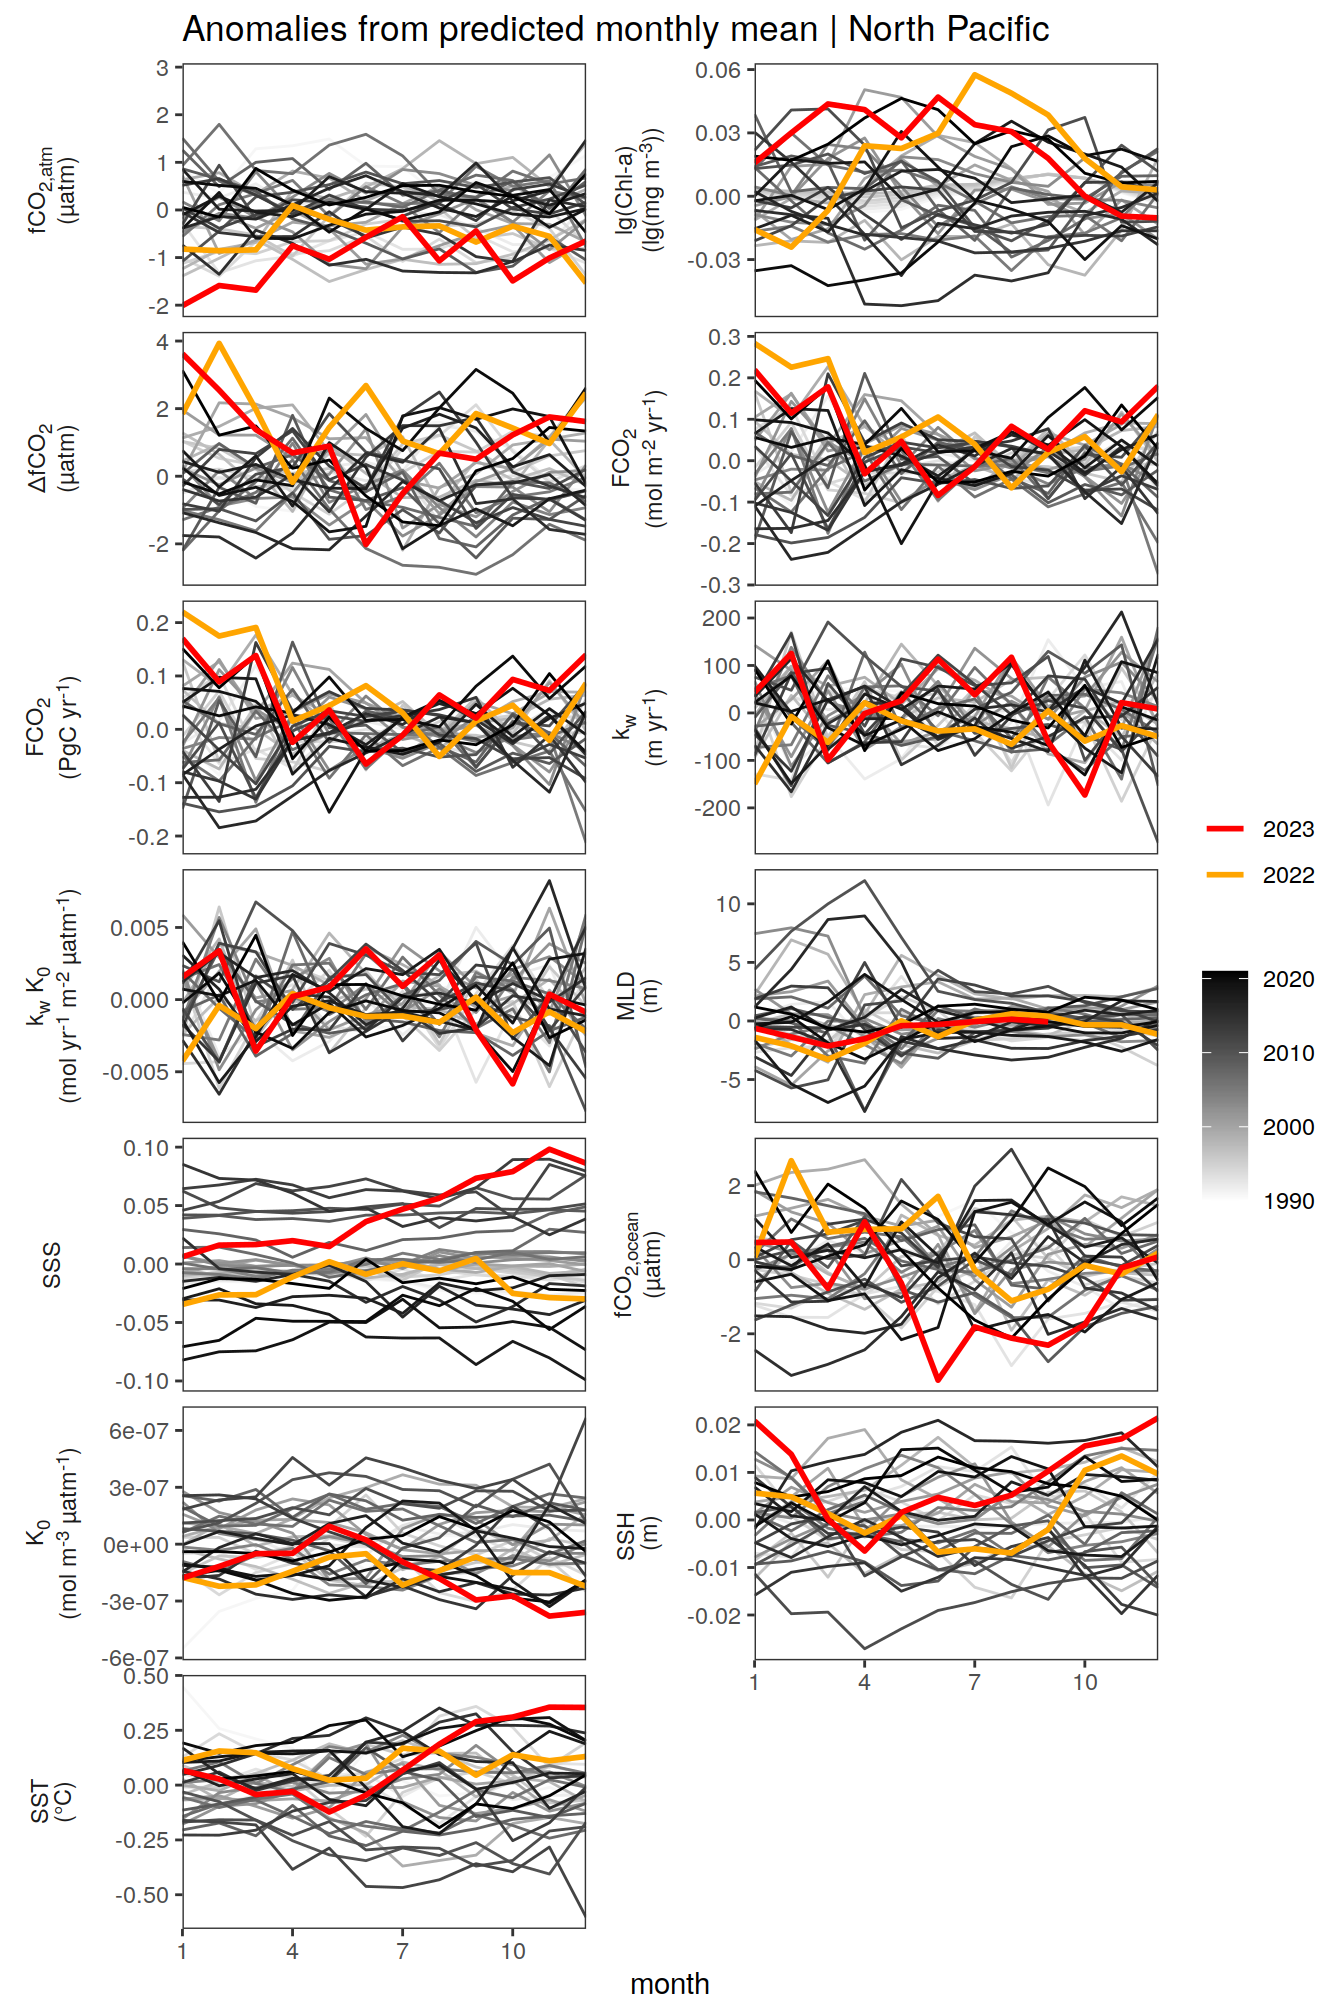 Anomalies from predicted monthly mean | North Pacific
fCO2,atm
(µatm)
3
2
1
0
-1
-2
lg(Chl-a)
(lg(mg m-3))
0.06
0.03
0.00
-0.03
ΔfCO2
(µatm)
4
2
0
-2
FCO2
(mol m-2 yr-1)
0.3
0.2
0.1
0.0
-0.1
-0.2
-0.3
FCO2
(PgC yr-1)
0.2
0.1
0.0
-0.1
-0.2
kw
(m yr-1)
200
100
0
-100
-200
kw K0
(mol yr-1 m-2 µatm-1)
0.005
0.000
-0.005
MLD
(m)
10
5
0
-5
SSS
0.10
0.05
0.00
-0.05
-0.10
fCO2,ocean
(µatm)
2
0
-2
K0
(mol m-3 µatm-1)
6e-07
3e-07
0e+00
-3e-07
-6e-07
SSH
(m)
0.02
0.01
0.00
-0.01
-0.02
1 4 7 10
SST
(°C)
0.50
0.25
0.00
-0.25
-0.50
1 4 7 10
month
2023
2022
2020
2010
2000
1990